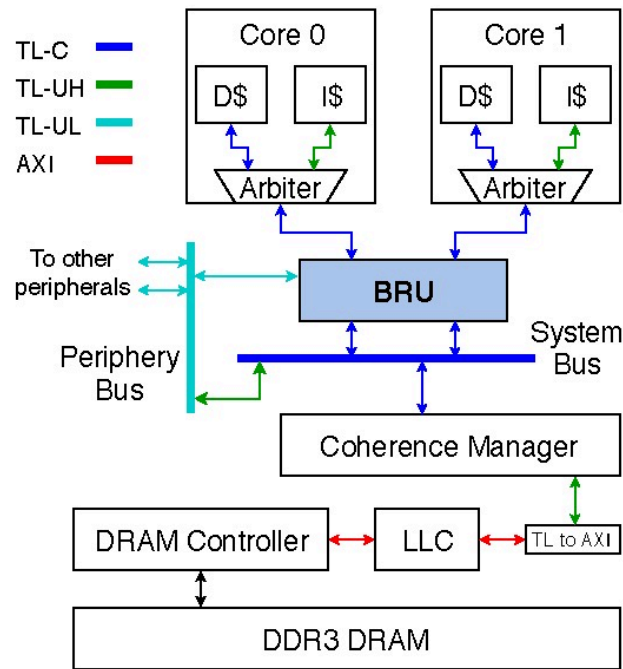 TL-C
TL-UH
TL-UL
AXI
Core 0
D$
I$
Arbiter
Core 1
D$
I$
Arbiter
To other
peripherals
BRU
Periphery
Bus
System
Bus
Coherence Manager
DRAM Controller
LLC
TL to AXI
DDR3 DRAM